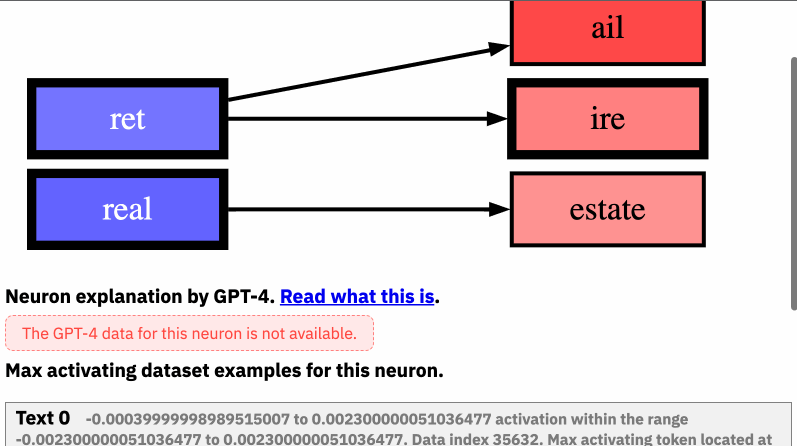 ail
ret
ire
real
estate
Neuron explanation by GPT-4. Read what this is.
The GPT-4 data for this neuron is not available.
Max activating dataset examples for this neuron.
Text 0 -0.00039999998989515007 to 0.002300000051036477 activation within the range
-0.002300000051036477 to 0.002300000051036477. Data index 35632. Max activating token located at